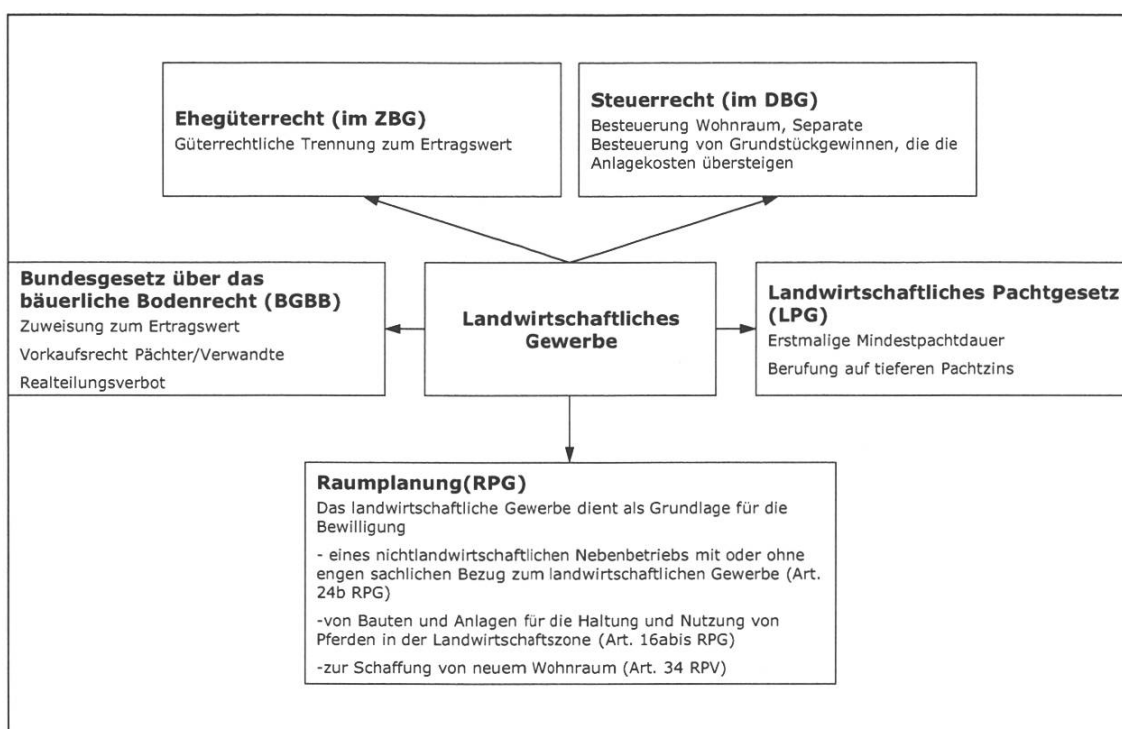 Ehegüterrecht (im ZBG)
Güterrechtliche Trennung zum Ertragswert
Steuerrecht (im DBG)
Besteuerung Wohnraum, Separate
Besteuerung von Grundstückgewinnen, die die
Anlagekosten übersteigen
Bundesgesetz über das
bäuerliche Bodenrecht (BGBB)
Zuweisung zum Ertragswert
Vorkaufsrecht Pächter/Verwandte
Realteilungsverbot
Landwirtschaftliches
Gewerbe
Landwirtschaftliches Pachtgesetz
(LPG)
Erstmalige Mindestpachtdauer
Berufung auf tieferen Pachtzins
Raumplanung(RPG)
Das landwirtschaftliche Gewerbe dient als Grundlage für die
Bewilligung
- eines nichtlandwirtschaftlichen Nebenbetriebs mit oder ohne
engen sachlichen Bezug zum landwirtschaftlichen Gewerbe (Art.
24b RPG)
-von Bauten und Anlagen für die Haltung und Nutzung von
Pferden in der Landwirtschaftszone (Art. 16abis RPG)
-zur Schaffung von neuem Wohnraum (Art. 34 RPV)